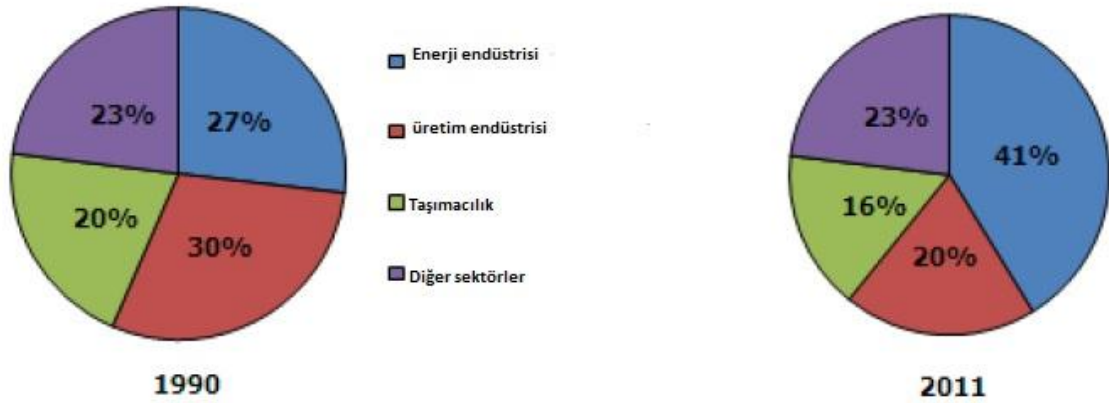 23%
27%
20%
30%
1990
Enerji endüstrisi
üretim endüstrisi
Taşımacılık
Diğer sektörler
23%
41%
16%
20%
2011